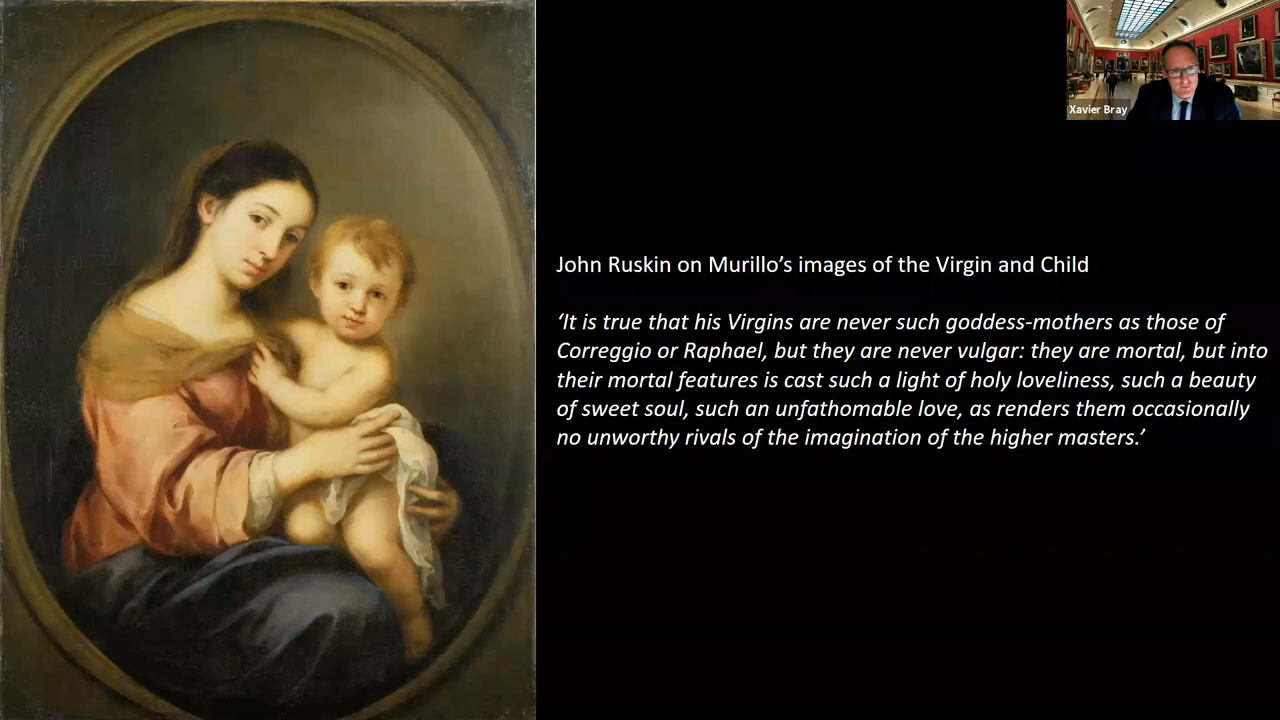 Xavier Bray
John Ruskin on Murillo’s images of the Virgin and Child
‘It is true that his Virgins are never such goddess-mothers as those of
Correggio or Raphael, but they are never vulgar: they are mortal, but into
their mortal features is cast such a light of holy loveliness, such a beauty
of sweet soul, such an unfathomable love, as renders them occasionally
no unworthy rivals of the imagination of the higher masters.’